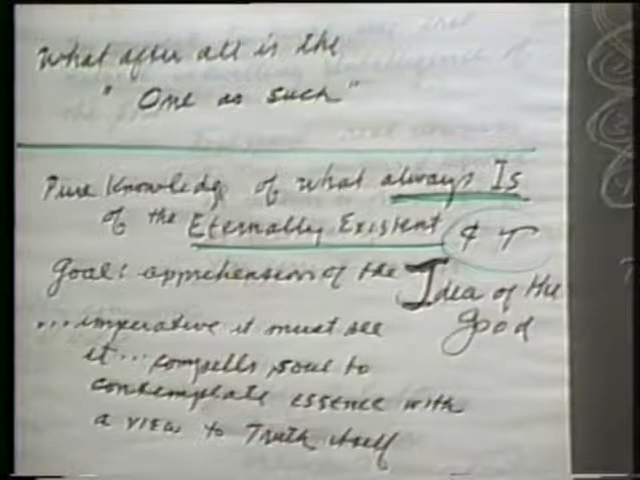 What after all is the
" One as such "
Pure Knowledg of what always Is
of the Eternally Existent & T
Goal: apprehension of the Idea of the
Good
... imperative it must see
it ... compells soul to
contemplate essence with
a view to Truth itself